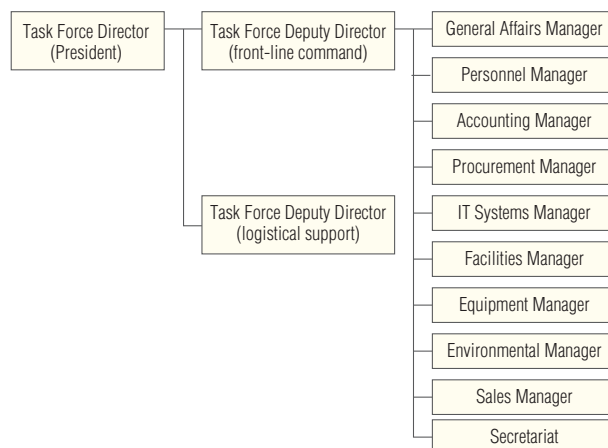 Task Force Director
(President)
Task Force Deputy Director
(front-line command)
Task Force Deputy Director
(logistical support)
General Affairs Manager
Personnel Manager
Accounting Manager
Procurement Manager
IT Systems Manager
Facilities Manager
Equipment Manager
Environmental Manager
Sales Manager
Secretariat